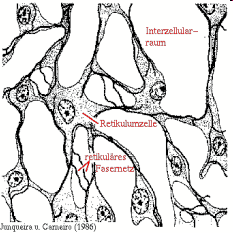 Interzellular-
raum
Retikulumzelle
retikuläres
Fasernetz
Junqueira u. Carneiro (1986)